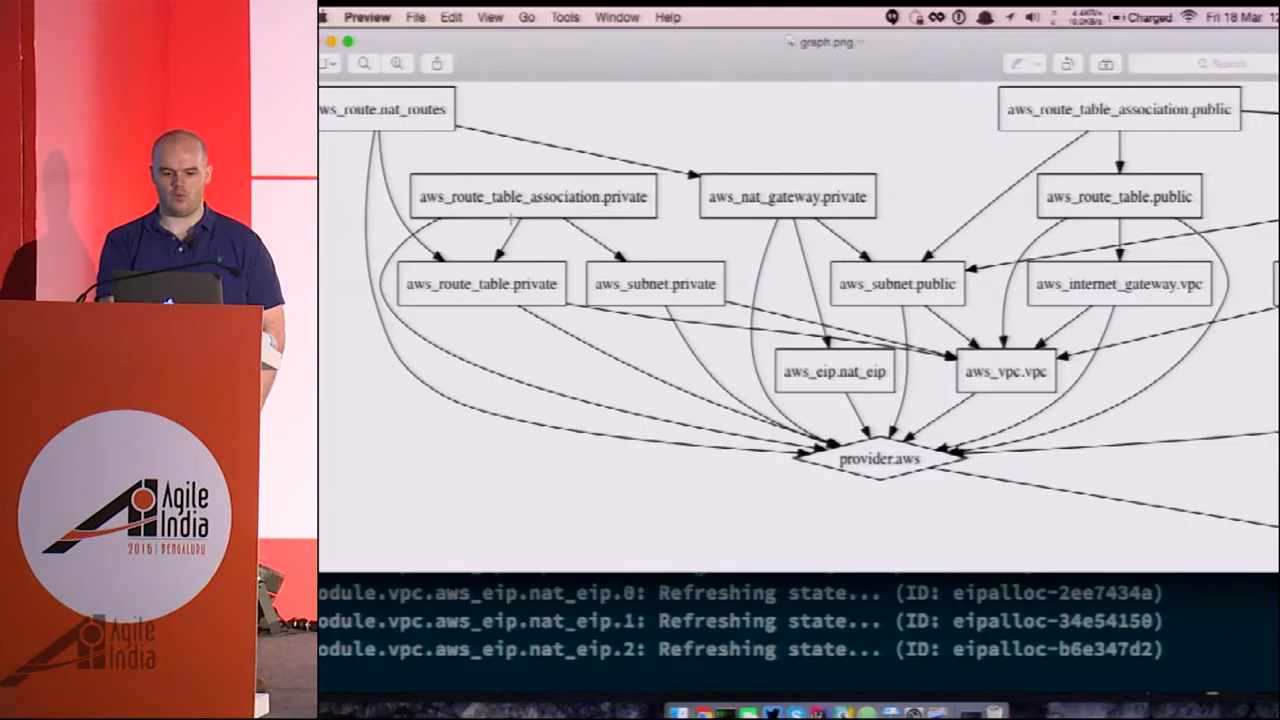 Preview File Edit View Go Tools Window Help
Charged
Fri 18 Mar
graph.png
Search
ws_route.nat_routes
aws_route_table_association.public
aws_route_table_association.private
aws_nat_gateway.private
aws_route_table.public
aws_route_table.private
aws_subnet.private
aws_subnet.public
aws_internet_gateway.vpc
aws_eip.nat_eip
aws_vpc.vpc
provider.aws
odule.vpc.aws_eip.nat_eip.0: Refreshing state... (ID: eipalloc-2ee7434a)
odule.vpc.aws_eip.nat_eip.1: Refreshing state... (ID: eipalloc-34e54150)
odule.vpc.aws_eip.nat_eip.2: Refreshing state... (ID: eipalloc-b6e347d2)
Agile
India
2016 | BENGALURU
Agile
India